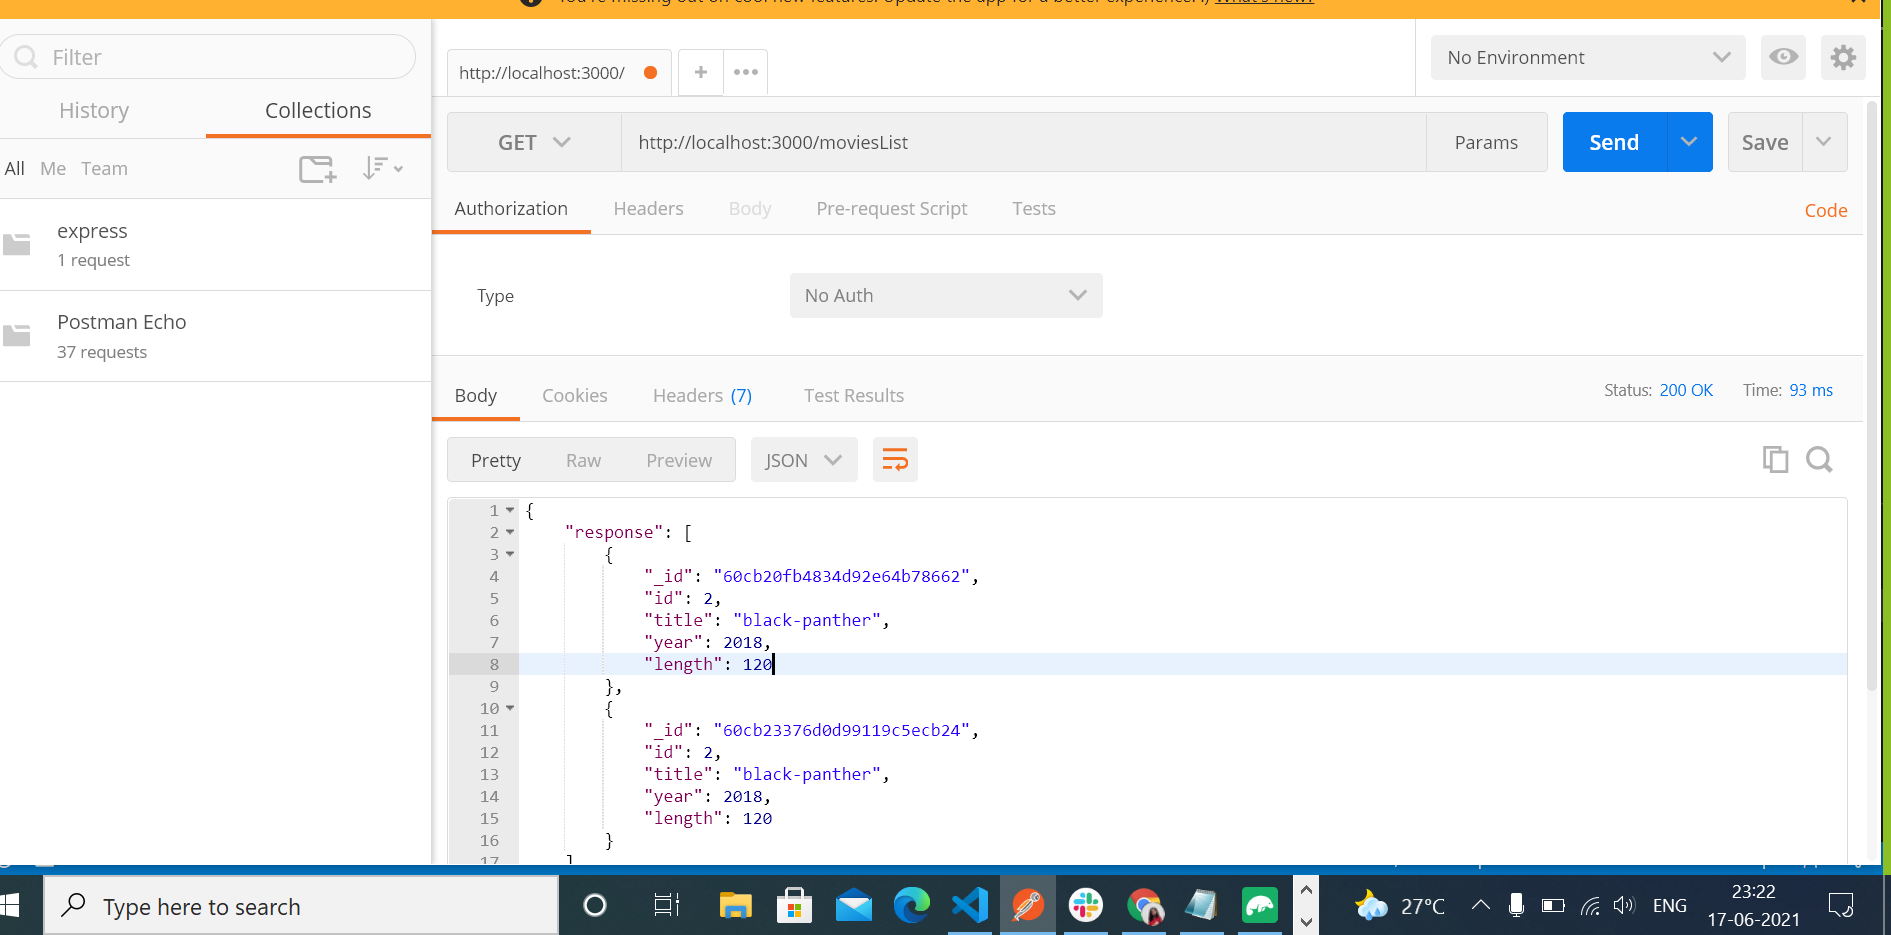 You're missing out on cool new features. Update the app for a better experience. :) What's new?
Filter
History Collections
All Me Team
express
1 request
Postman Echo
37 requests
http://localhost:3000/
No Environment
GET http://localhost:3000/moviesList Params Send Save
Authorization Headers Body Pre-request Script Tests Code
Type No Auth
Body Cookies Headers (7) Test Results Status: 200 OK Time: 93 ms
Pretty Raw Preview JSON
1 {
2 "response": [
3 {
4 "_id": "60cb20fb4834d92e64b78662",
5 "id": 2,
6 "title": "black-panther",
7 "year": 2018,
8 "length": 120
9 },
10 {
11 "_id": "60cb23376d0d99119c5ecb24",
12 "id": 2,
13 "title": "black-panther",
14 "year": 2018,
15 "length": 120
16 }
17 ]
Type here to search
27°C ENG
23:22
17-06-2021